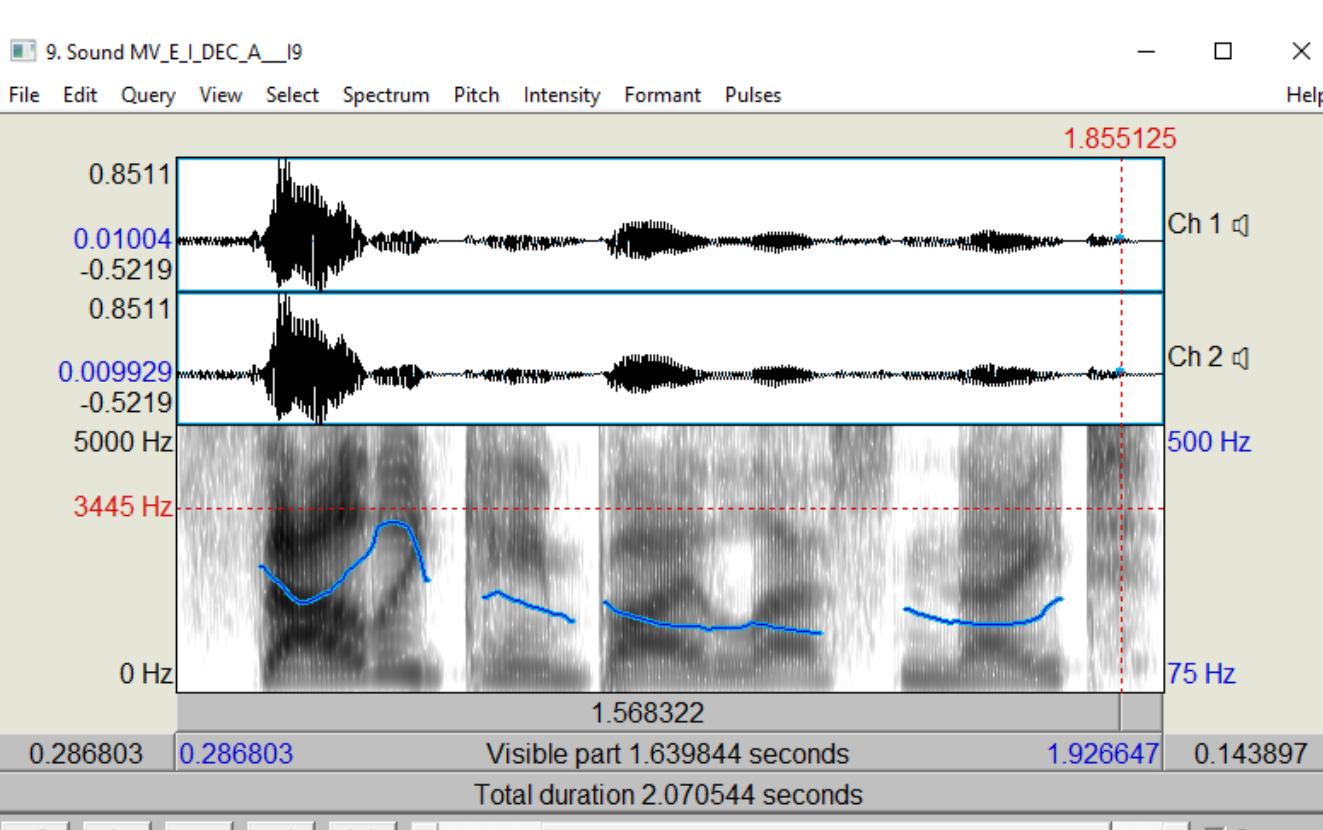 9. Sound MV_E_I_DEC_A___I9
File Edit Query View Select Spectrum Pitch Intensity Formant Pulses Help
1.855125
0.8511
0.01004
-0.5219
Ch 1
0.8511
0.009929
-0.5219
Ch 2
5000 Hz
500 Hz
3445 Hz
0 Hz
75 Hz
1.568322
0.286803 0.286803 Visible part 1.639844 seconds 1.926647 0.143897
Total duration 2.070544 seconds